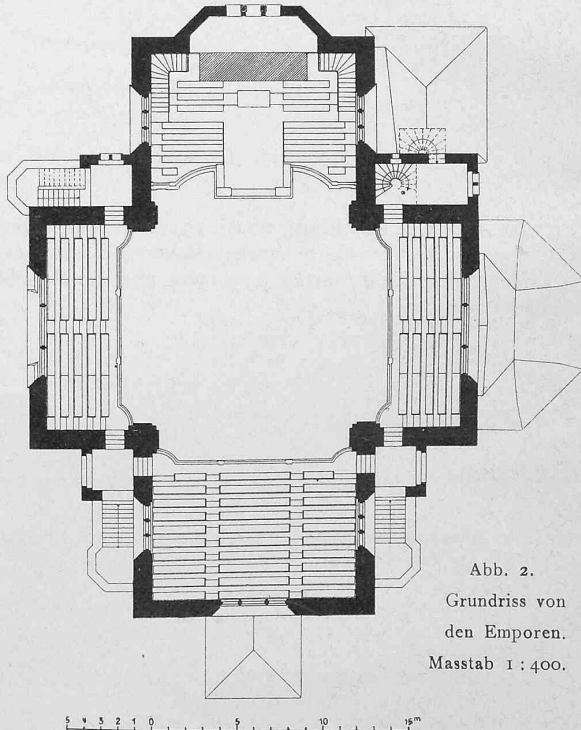 Abb. 2.
Grundriss von
den Emporen.
Masstab 1 : 400.
5 4 3 2 1 0 5 10 15m